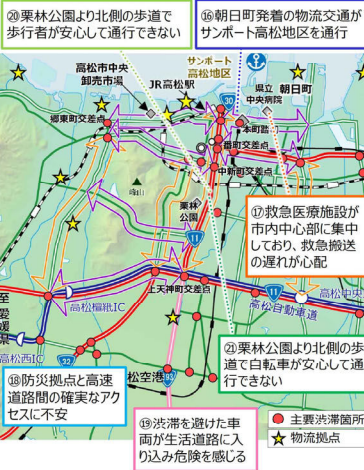 ⑳栗林公園より北側の歩道で
歩行者が安心して通行できない
⑯朝日町発着の物流交通が
サンポート高松地区を通行
サンポート
高松地区
高松市中央
卸売市場
JR高松駅
県立
中央病院
朝日町
30
郷東町交差点
本町踏
番町交差点
中新町交差点
峰山
栗林
公園
11
⑰救急医療施設が
市内中心部に集中
しており、救急搬送
の遅れが心配
11
上天神町交差点
高松中央
高松自動車道
至
愛
媛
県
高松檀紙IC
高松西IC
32
㉑栗林公園より北側の歩
道で自転車が安心して通
行できない
⑱防災拠点と高速
道路間の確実なアク
セスに不安
松空港
⑲渋滞を避けた車
両が生活道路に入
り込み危険を感じる
主要渋滞箇所
物流拠点